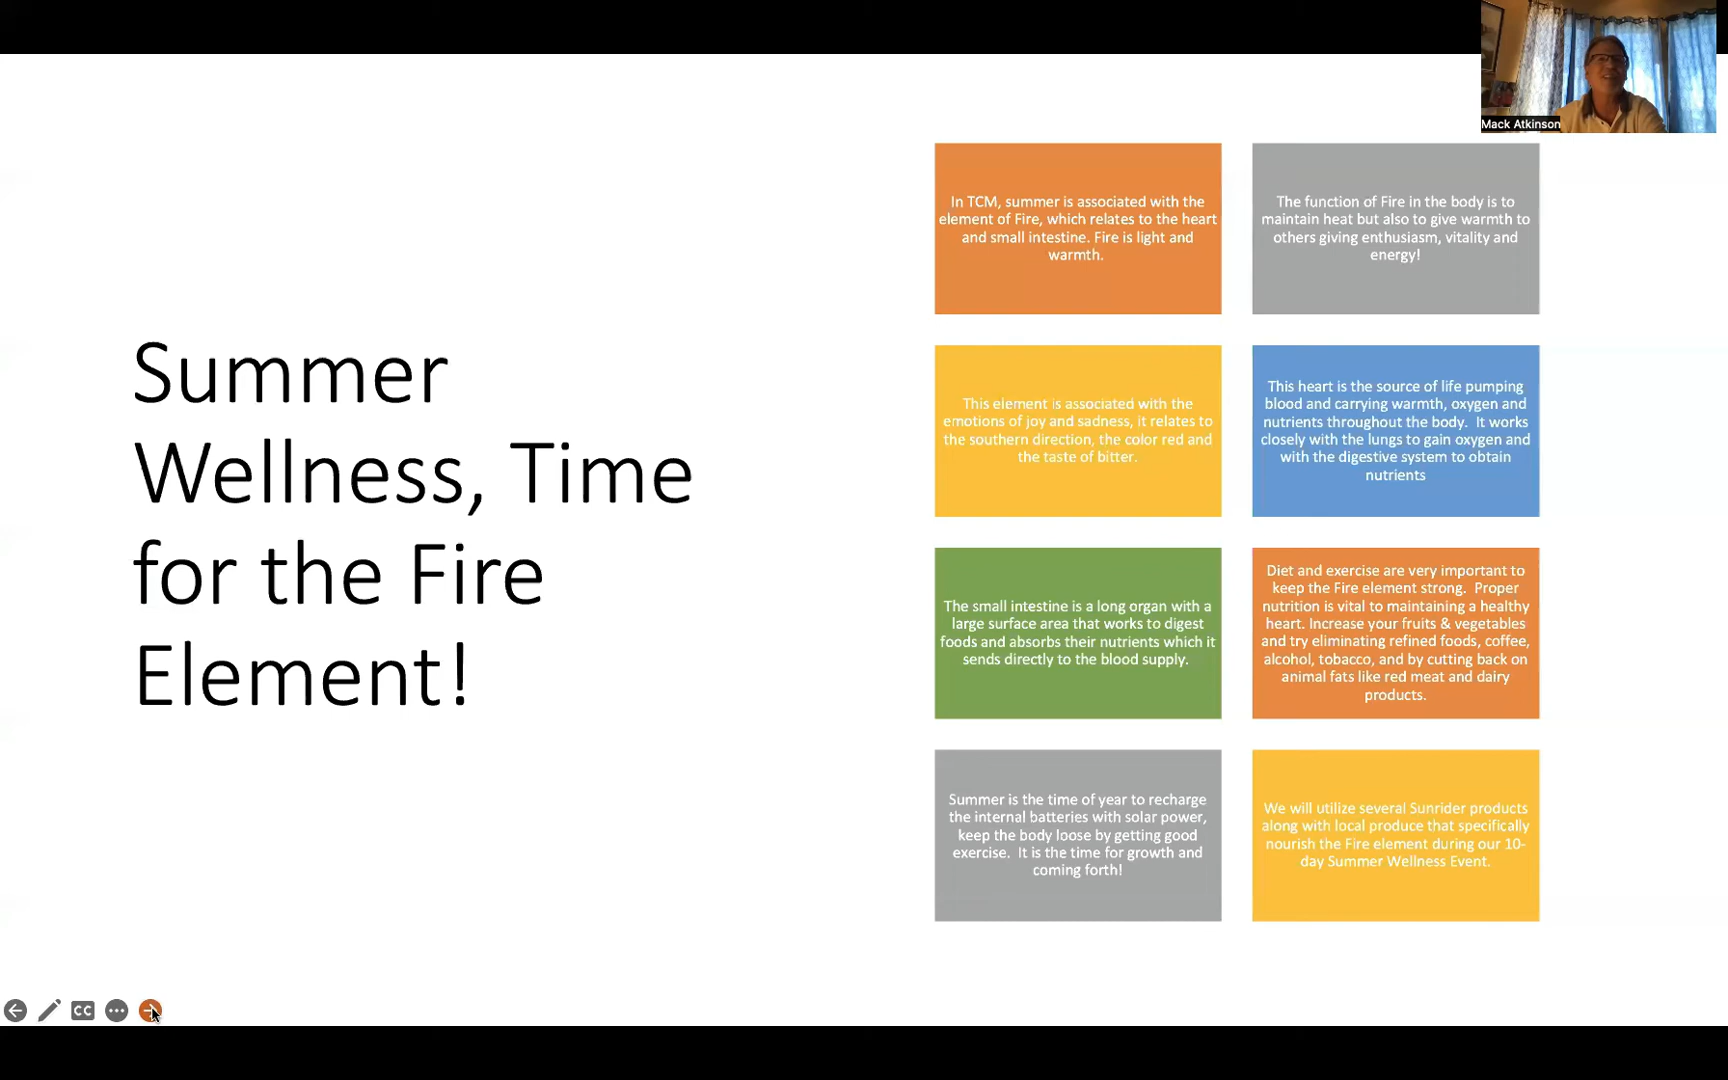 Mack Atkinson
Summer
Wellness, Time
for the Fire
Element!
In TCM, summer is associated with the
element of Fire, which relates to the heart
and small intestine. Fire is light and
warmth.
The function of Fire in the body is to
maintain heat but also to give warmth to
others giving enthusiasm, vitality and
energy!
This element is associated with the
emotions of joy and sadness, it relates to
the southern direction, the color red and
the taste of bitter.
This heart is the source of life pumping
blood and carrying warmth, oxygen and
nutrients throughout the body.  It works
closely with the lungs to gain oxygen and
with the digestive system to obtain
nutrients
The small intestine is a long organ with a
large surface area that works to digest
foods and absorbs their nutrients which it
sends directly to the blood supply.
Diet and exercise are very important to
keep the Fire element strong.  Proper
nutrition is vital to maintaining a healthy
heart. Increase your fruits & vegetables
and try eliminating refined foods, coffee,
alcohol, tobacco, and by cutting back on
animal fats like red meat and dairy
products.
Summer is the time of year to recharge
the internal batteries with solar power,
keep the body loose by getting good
exercise.  It is the time for growth and
coming forth!
We will utilize several Sunrider products
along with local produce that specifically
nourish the Fire element during our 10-
day Summer Wellness Event.
CC